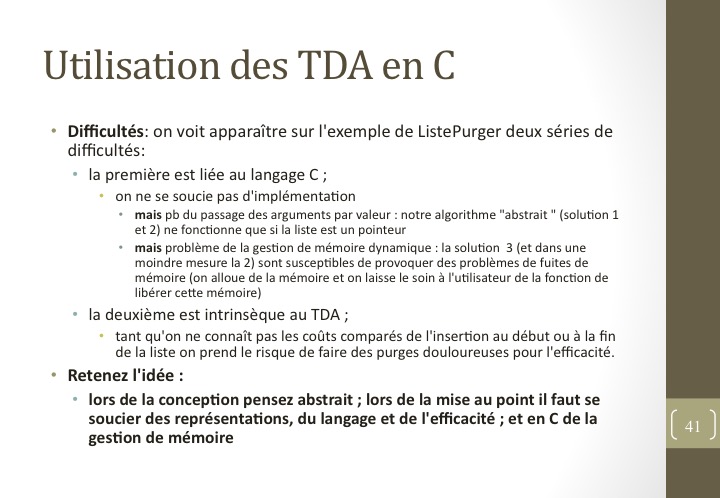 Utilisation des TDA en C
• Difficultés: on voit apparaître sur l'exemple de ListePurger deux séries de
difficultés:
• la première est liée au langage C ;
• on ne se soucie pas d'implémentation
• mais pb du passage des arguments par valeur : notre algorithme "abstrait " (solution 1
et 2) ne fonctionne que si la liste est un pointeur
• mais problème de la gestion de mémoire dynamique : la solution  3 (et dans une
moindre mesure la 2) sont susceptibles de provoquer des problèmes de fuites de
mémoire (on alloue de la mémoire et on laisse le soin à l'utilisateur de la fonction de
libérer cette mémoire)
• la deuxième est intrinsèque au TDA ;
• tant qu'on ne connaît pas les coûts comparés de l'insertion au début ou à la fin
de la liste on prend le risque de faire des purges douloureuses pour l'efficacité.
• Retenez l'idée :
• lors de la conception pensez abstrait ; lors de la mise au point il faut se
soucier des représentations, du langage et de l'efficacité ; et en C de la
gestion de mémoire
41